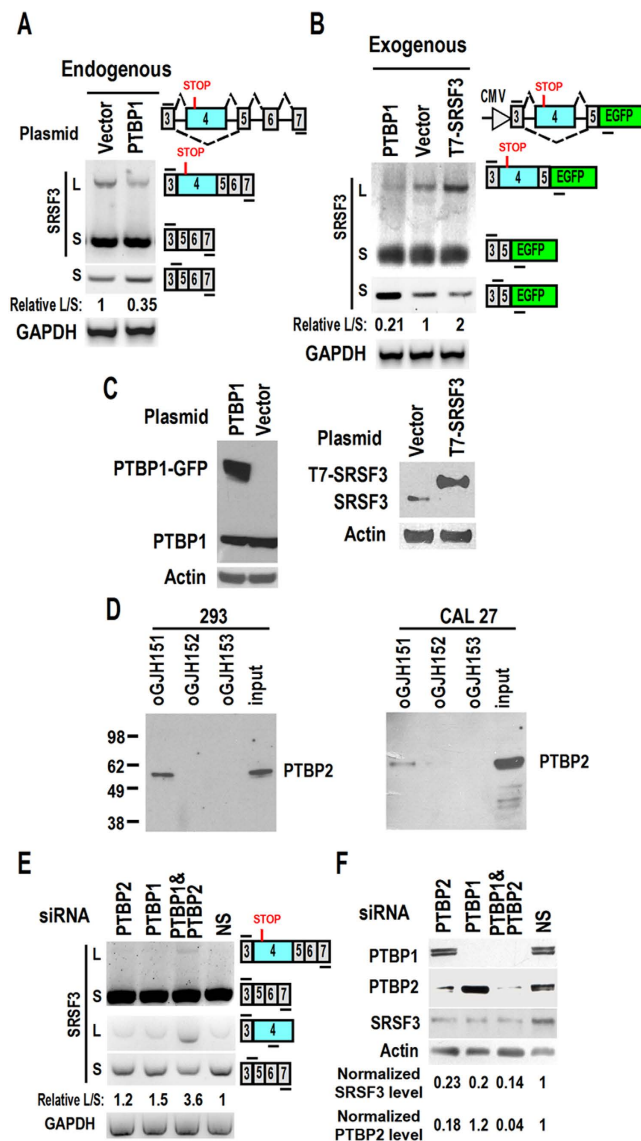 A
Endogenous
Plasmid
Vector
PTBP1
STOP
3 4 5 6 7
STOP
SRSF3
L
3 4 5 6 7
S
3 5 6 7
S
3 5 6 7
Relative L/S: 1 0.35
GAPDH
B
Exogenous
Plasmid
PTBP1
Vector
T7-SRSF3
STOP
CMV
3 4 5 EGFP
STOP
SRSF3
L
3 4 5 EGFP
S
3 5 EGFP
S
3 5 EGFP
Relative L/S:
0.21 1 2
GAPDH
C
Plasmid
PTBP1
Vector
PTBP1-GFP
PTBP1
Actin
Plasmid
Vector
T7-SRSF3
T7-SRSF3
SRSF3
Actin
D
293
oGJH151
oGJH152
oGJH153
input
98
62
49
38
PTBP2
CAL 27
oGJH151
oGJH152
oGJH153
input
PTBP2
E
siRNA
PTBP2
PTBP1
PTBP1&
PTBP2
NS
STOP
SRSF3
L
3 4 5 6 7
S
3 5 6 7
L
3 4
S
3 5 6 7
Relative L/S: 1.2 1.5 3.6 1
GAPDH
F
siRNA
PTBP2
PTBP1
PTBP1&
PTBP2
NS
PTBP1
PTBP2
SRSF3
Actin
Normalized
SRSF3 level
0.23 0.2 0.14 1
Normalized
PTBP2 level
0.18 1.2 0.04 1